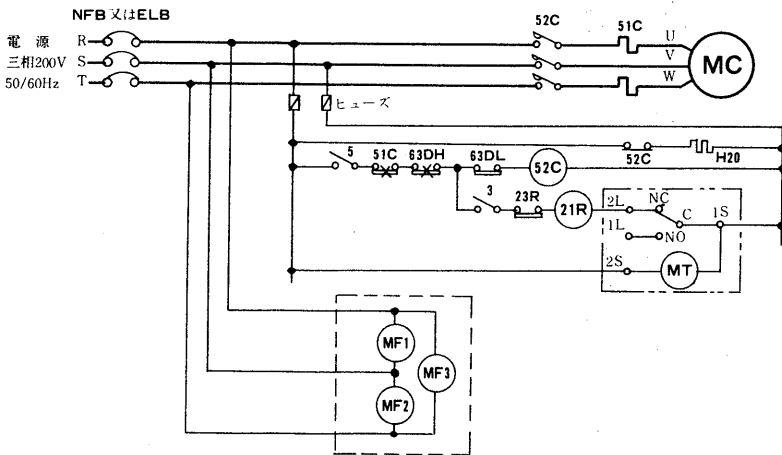 NFB又はELB
電源 R
三相200V S
50/60Hz T
52C
51C
U
V
W
MC
ヒューズ
52C
H20
5
51C
63DH
63DL
52C
3
23R
21R
2L
NC
C
1S
1L
NO
2S
MT
MF1
MF3
MF2